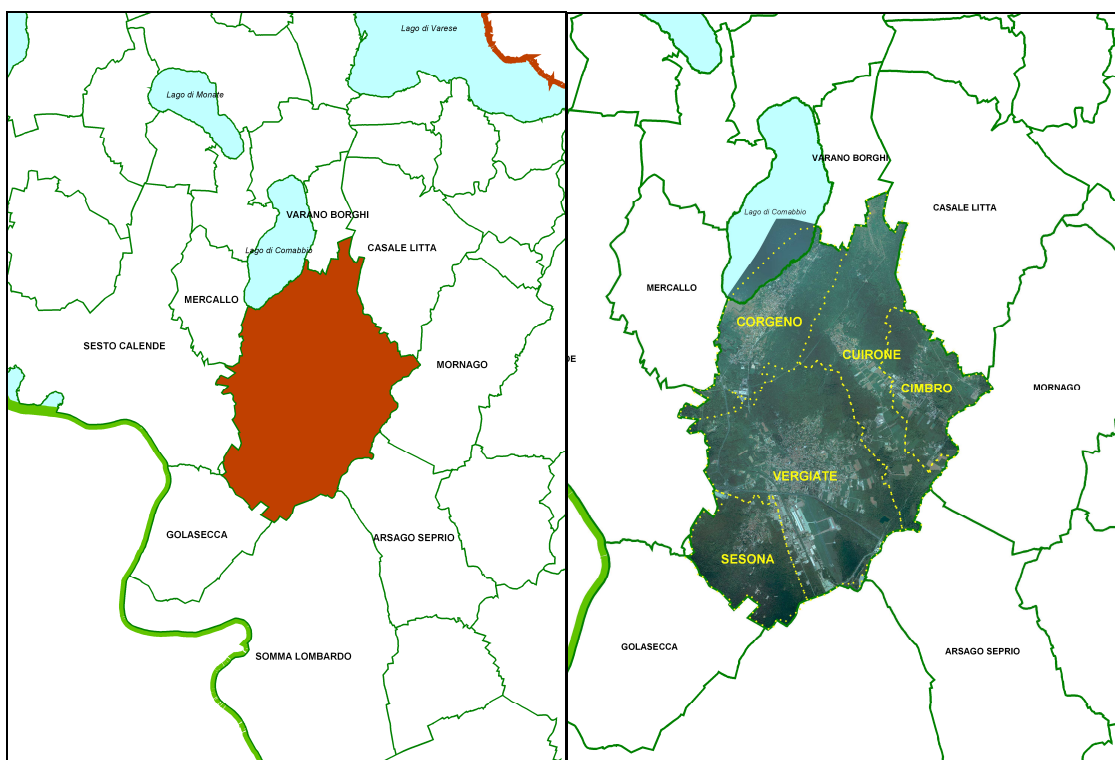 Lago di Varese
Lago di Monate
VARANO BORGHI
Lago di Comabbio
CASALE LITTA
MERCALLO
SESTO CALENDE
MORNAGO
GOLASECCA
ARSAGO SEPRIO
SOMMA LOMBARDO
VARANO BORGHI
Lago di Comabbio
CASALE LITTA
MERCALLO
CORGENO
CUIRONE
DE
CIMBRO
MORNAGO
VERGIATE
SESONA
GOLASECCA
ARSAGO SEPRIO